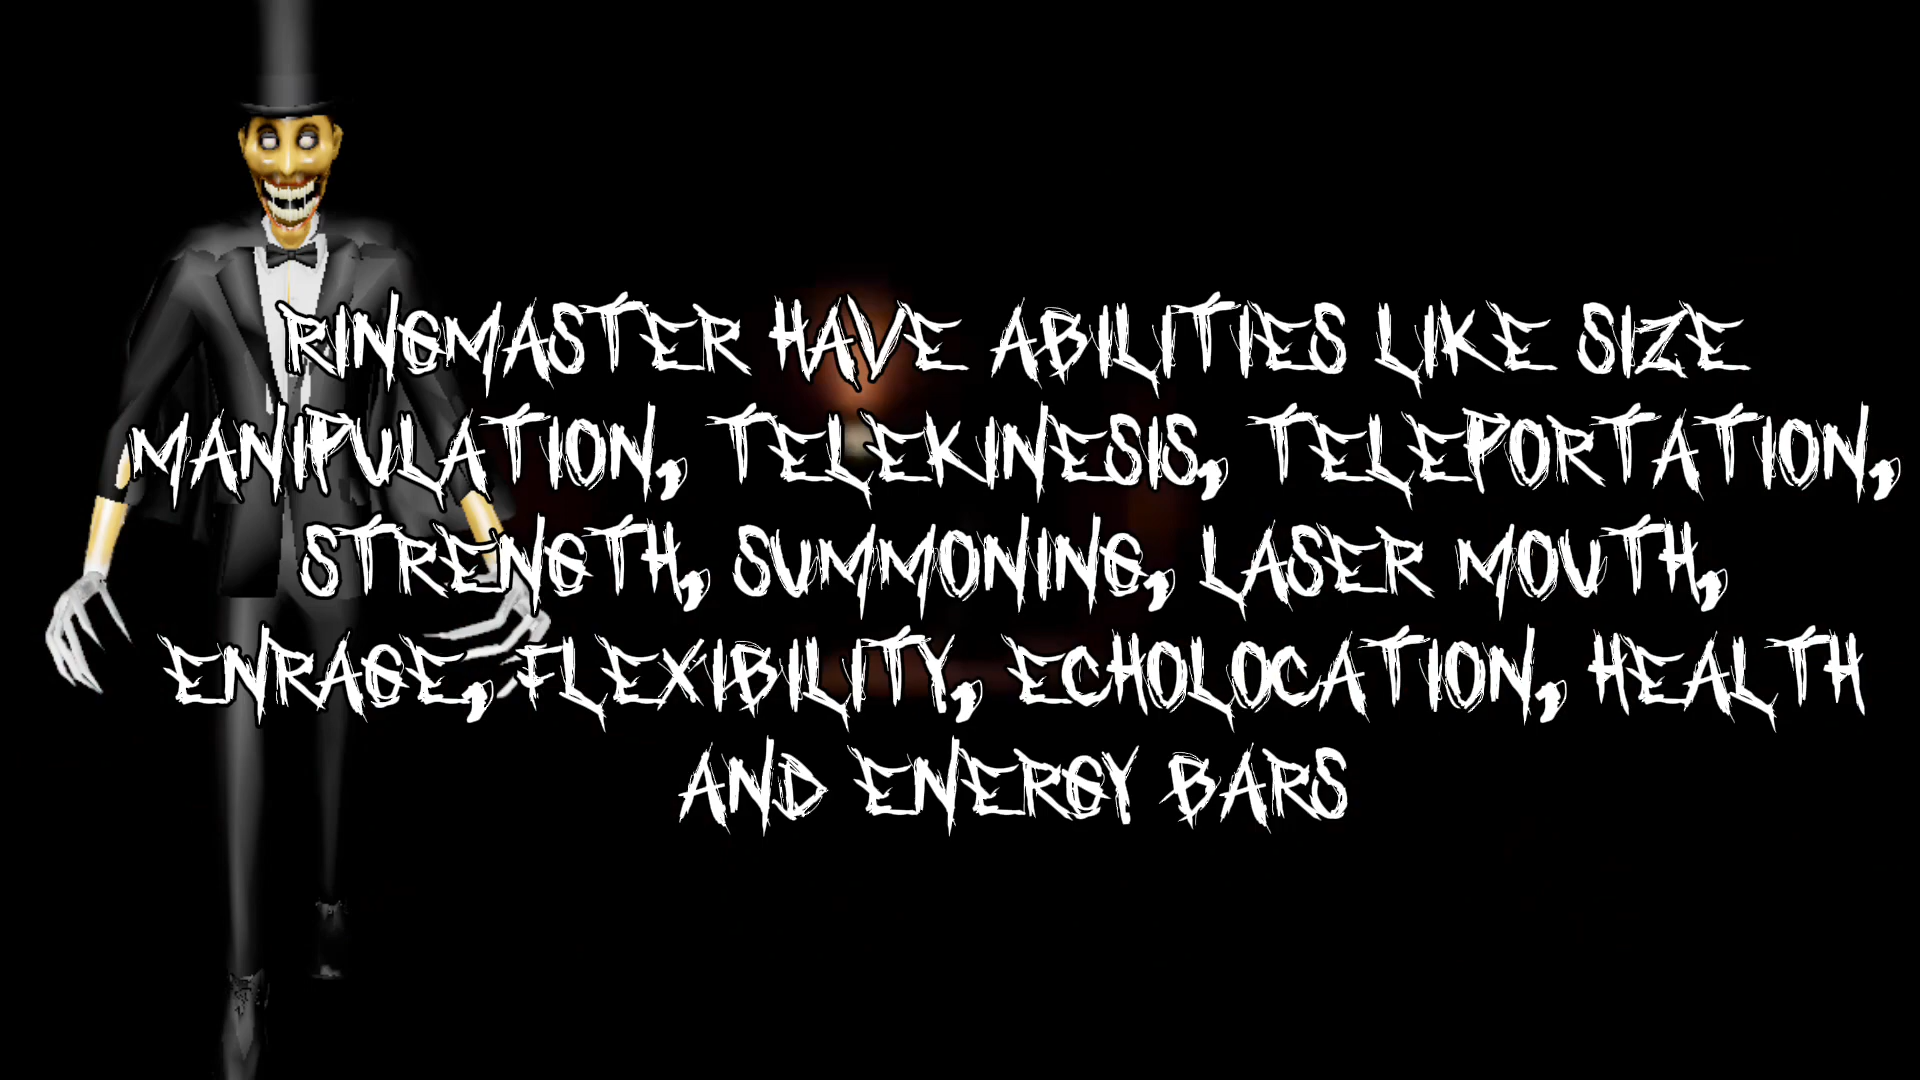 RINGMASTER HAVE ABILITIES LIKE SIZE
MANIPULATION, TELEKINESIS, TELEPORTATION,
STRENGTH, SUMMONING, LASER MOUTH,
ENRAGE, FLEXIBILITY, ECHOLOCATION, HEALTH
AND ENERGY BARS